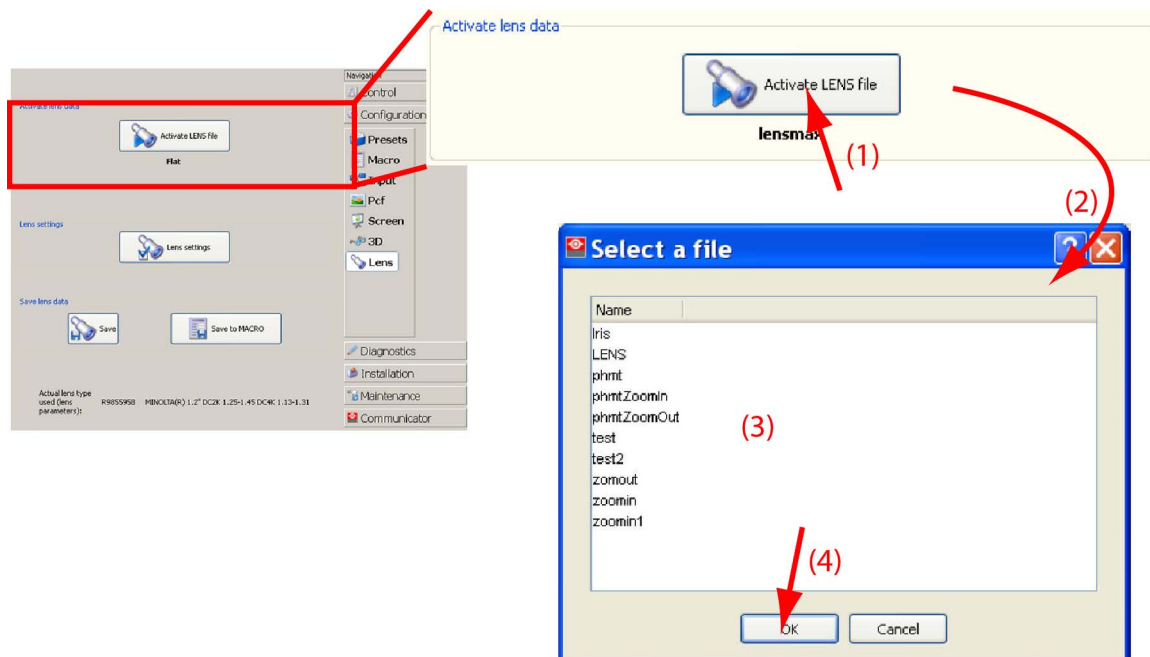 Activate lens data
Activate LENS file
lensmax
(1)
(2)
Navigation
Control
Configuration
Presets
Macro
Input
Pcf
Screen
3D
Lens
Diagnostics
Installation
Maintenance
Communicator
Activate lens data
Activate LENS file
Flat
Lens settings
Lens settings
Save lens data
Save
Save to MACRO
Actual lens type
used (lens
parameters):
R9855958 MINOLTA(R) 1.2" DC2K 1.25-1.45 DC4K 1.13-1.31
Select a file
?
Name
Iris
LENS
phmt
phmtZoomIn
phmtZoomOut
test
test2
zomout
zoomin
zoomin1
(3)
(4)
OK
Cancel